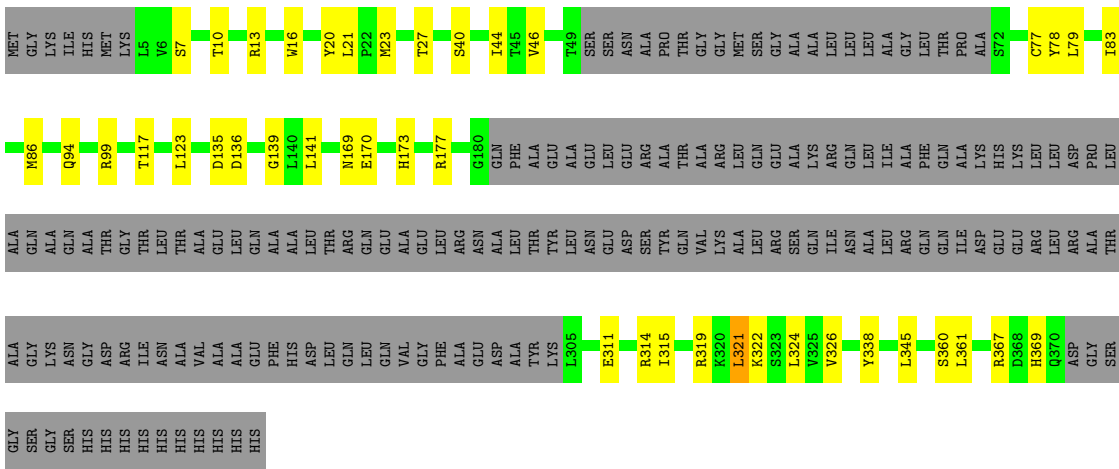 MET GLY LYS ILE HIS MET LYS L5 V6 S7 T10 R13 W16 Y20 L21 P22 M23 T27 S40 I44 T45 V46 T49 SER SER ASN ALA PRO THR GLY GLY MET SER GLY ALA ALA LEU LEU LEU ALA GLY LEU THR PRO ALA S72 C77 Y78 L79 I83
M86 Q94 R99 T117 L123 D135 D136 G139 L140 L141 N169 E170 H173 R177 G180 GLN PHE ALA GLU ALA GLU LEU GLU ARG ALA THR ALA ARG LEU GLN GLU ALA LYS ARG GLN LEU ILE ALA PHE GLN ALA LYS HIS LYS LEU LEU ASP PRO LEU
ALA GLN ALA GLN ALA THR GLY THR LEU THR ALA GLU LEU GLN ALA ALA LEU THR ARG GLN GLU ALA GLU LEU ARG ASN ALA LEU THR TYR LEU ASN GLU ASP SER TYR GLN VAL LYS ALA LEU ARG SER GLN ILE ASN ALA LEU ARG GLN GLN ILE ASP GLU GLU ARG LEU ARG ALA THR
ALA GLY LYS ASN GLY ASP ARG ILE ASN ALA VAL ALA ALA GLU PHE HIS ASP LEU GLN LEU GLN VAL GLY PHE ALA GLU ASP ALA TYR LYS L305 E311 R314 I315 R319 K320 L321 K322 S323 L324 V325 V326 Y338 L345 S360 L361 R367 D368 H369 Q370 ASP GLY SER
GLY SER GLY SER HIS HIS HIS HIS HIS HIS HIS HIS